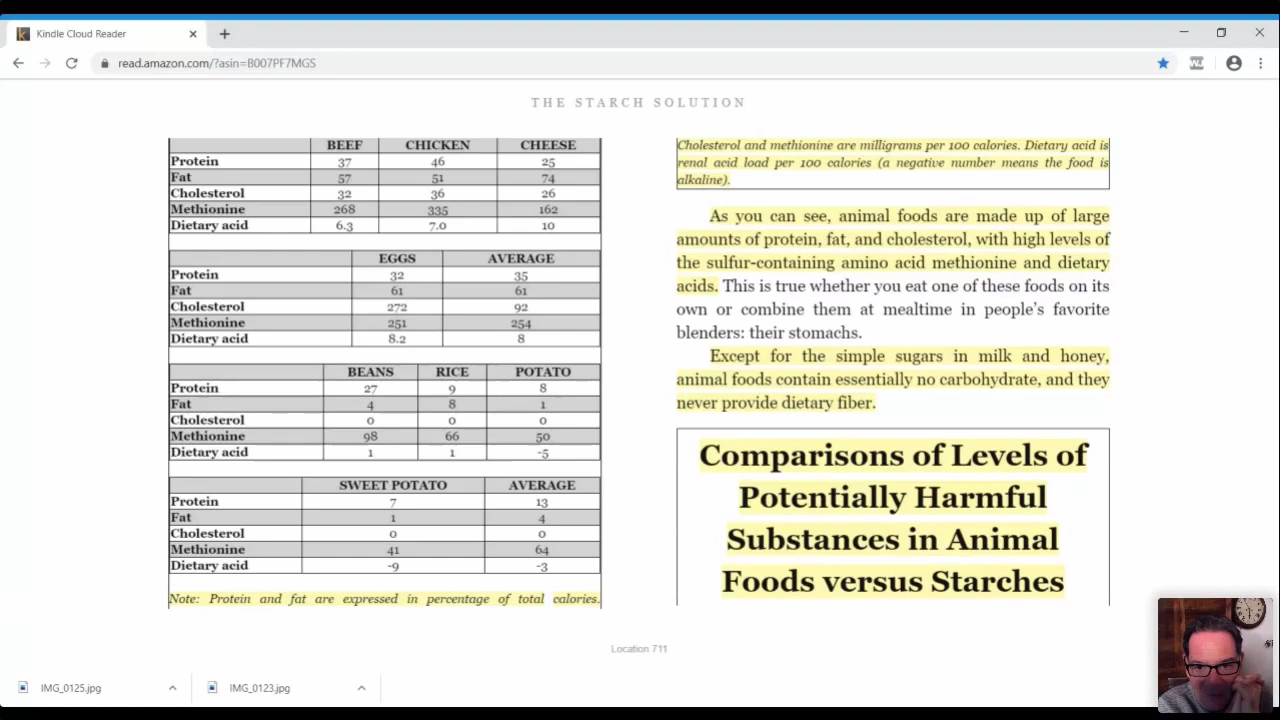 Kindle Cloud Reader
read.amazon.com/?asin=B007PF7MGS
THE STARCH SOLUTION
BEEF CHICKEN CHEESE
Protein 37 46 25
Fat 57 51 74
Cholesterol 32 36 26
Methionine 268 335 162
Dietary acid 6.3 7.0 10
EGGS AVERAGE
Protein 32 35
Fat 61 61
Cholesterol 272 92
Methionine 251 254
Dietary acid 8.2 8
BEANS RICE POTATO
Protein 27 9 8
Fat 4 8 1
Cholesterol 0 0 0
Methionine 98 66 50
Dietary acid 1 1 -5
SWEET POTATO AVERAGE
Protein 7 13
Fat 1 4
Cholesterol 0 0
Methionine 41 64
Dietary acid -9 -3
Note: Protein and fat are expressed in percentage of total calories.
Cholesterol and methionine are milligrams per 100 calories. Dietary acid is
renal acid load per 100 calories (a negative number means the food is
alkaline).
As you can see, animal foods are made up of large
amounts of protein, fat, and cholesterol, with high levels of
the sulfur-containing amino acid methionine and dietary
acids. This is true whether you eat one of these foods on its
own or combine them at mealtime in people's favorite
blenders: their stomachs.
Except for the simple sugars in milk and honey,
animal foods contain essentially no carbohydrate, and they
never provide dietary fiber.
Comparisons of Levels of
Potentially Harmful
Substances in Animal
Foods versus Starches
Location 711
IMG_0125.jpg
IMG_0123.jpg